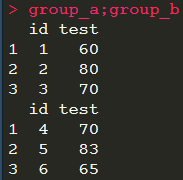 > group_a;group_b
  id test
1  1   60
2  2   80
3  3   70
  id test
1  4   70
2  5   83
3  6   65